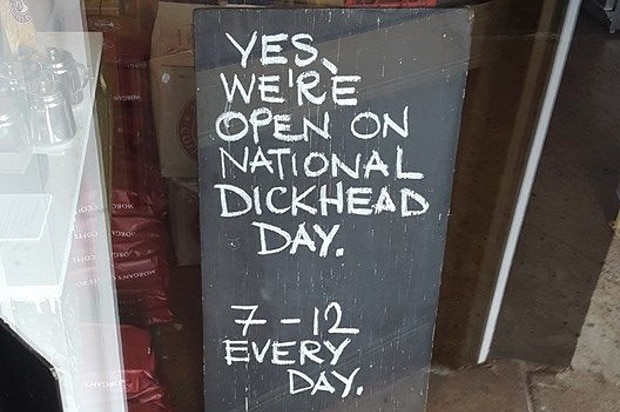 YES,
WE'RE
OPEN ON
NATIONAL
DICKHEAD
DAY.
7-12
EVERY
DAY.